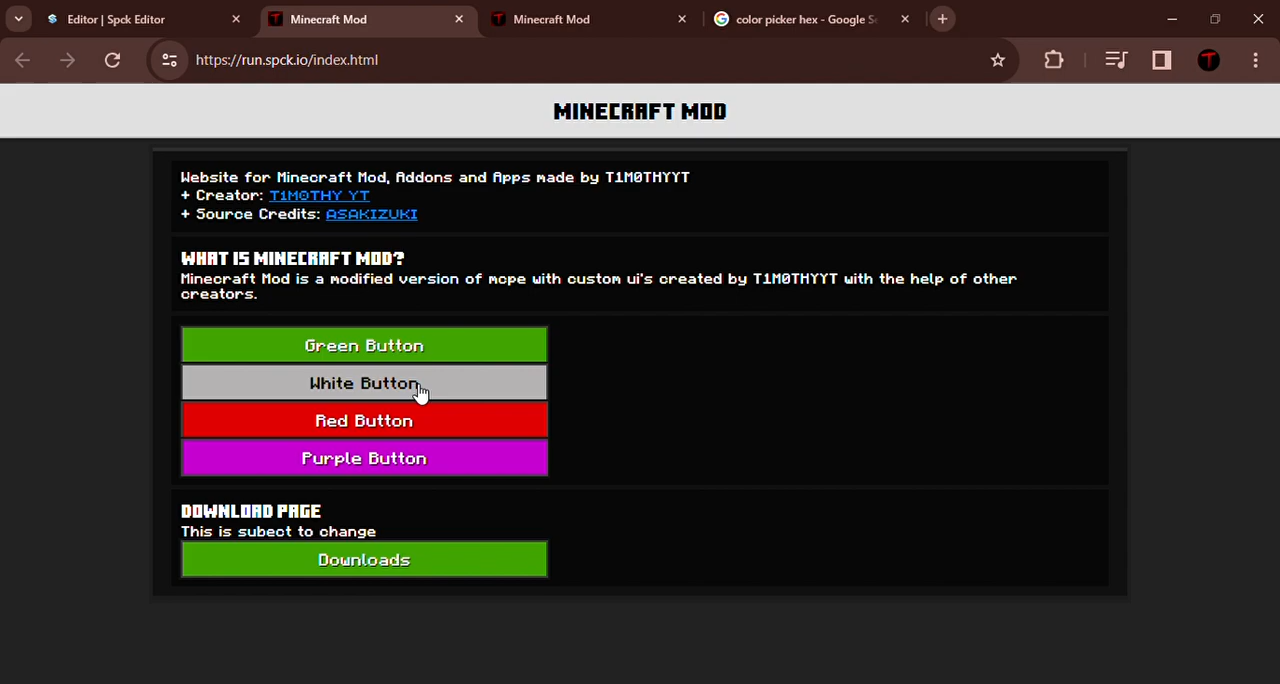 Editor | Spck Editor
Minecraft Mod
Minecraft Mod
color picker hex - Google Se
https://run.spck.io/index.html
MINECRAFT MOD
Website for Minecraft Mod, Addons and Apps made by T1M0THYYT
+ Creator: T1M0THY YT
+ Source Credits: ASAKIZUKI
WHAT IS MINECRAFT MOD?
Minecraft Mod is a modified version of mcpe with custom ui's created by T1M0THYYT with the help of other
creators.
Green Button
White Button
Red Button
Purple Button
DOWNLOAD PAGE
This is subect to change
Downloads